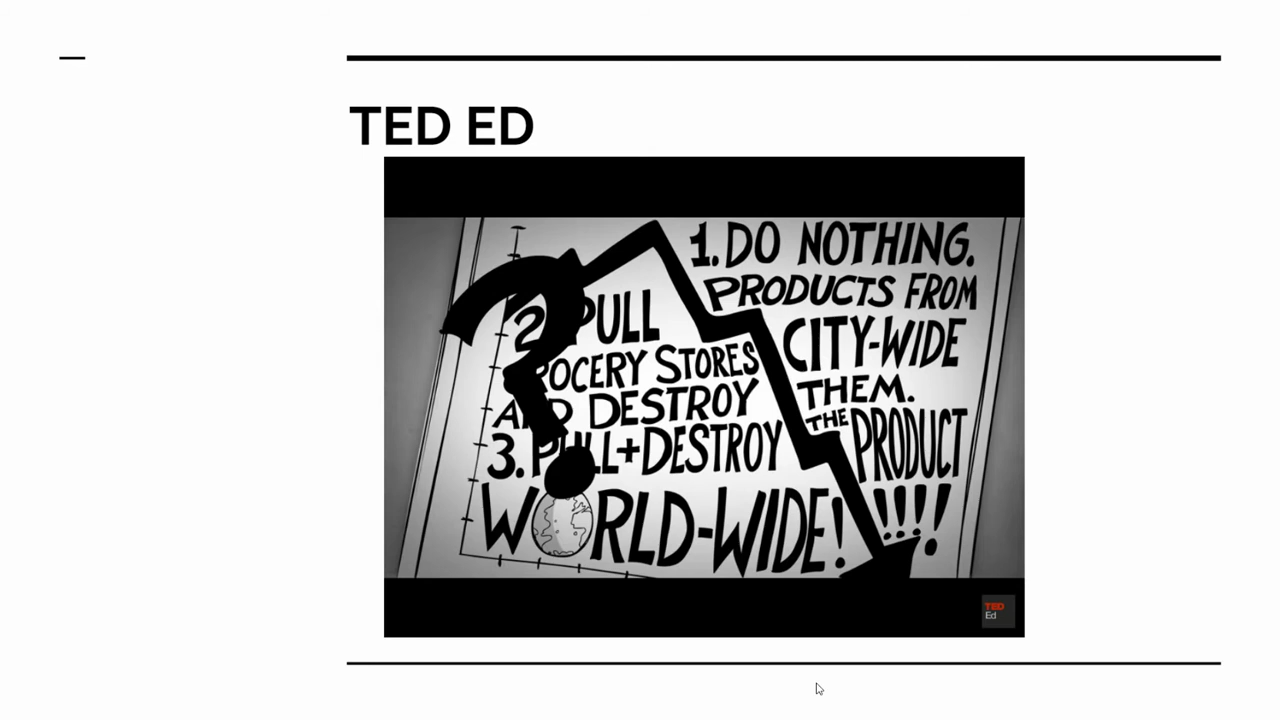 TED ED
1. DO NOTHING.
2. PULL
PRODUCTS FROM
CITY-WIDE
GROCERY STORES
AND DESTROY
THEM.
3. PULL+DESTROY
THE PRODUCT
WORLD-WIDE!!!!!
TED
Ed